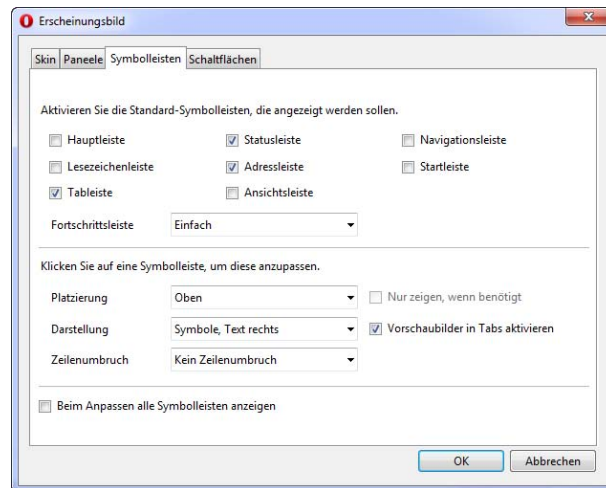 Erscheinungsbild
Skin Paneele Symbolleisten Schaltflächen
Aktivieren Sie die Standard-Symbolleisten, die angezeigt werden sollen.
Hauptleiste Statusleiste Navigationsleiste
Lesezeichenleiste Adressleiste Startleiste
Tableiste Ansichtsleiste
Fortschrittsleiste Einfach
Klicken Sie auf eine Symbolleiste, um diese anzupassen.
Platzierung Oben Nur zeigen, wenn benötigt
Darstellung Symbole, Text rechts Vorschaubilder in Tabs aktivieren
Zeilenumbruch Kein Zeilenumbruch
Beim Anpassen alle Symbolleisten anzeigen
OK Abbrechen